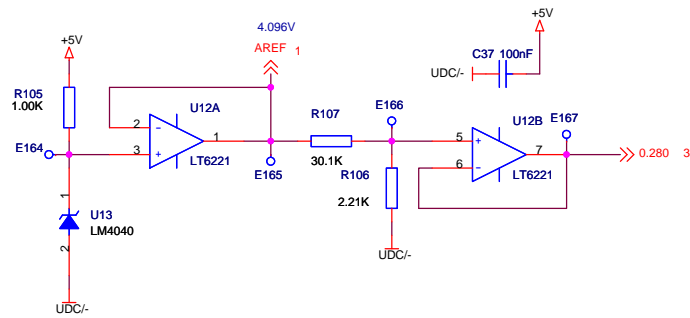 4.096V
+5V
+5V
AREF 1
C37 100nF
UDC/-
R105
1.00K
U12A
R107
E166
U12B
E167
2
1
5
7
E164
3
LT6221
E165
30.1K
R106
6
LT6221
0.280 3
2.21K
1
U13
LM4040
2
UDC/-
UDC/-